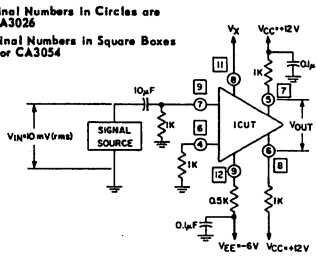 inal Numbers in Circles are
CA3026
inal Numbers in Square Boxes
or CA3054
VX
VCC=+12V
11
8
1K
0.1μ
5
7
10μF
9
7
VIN=10 mV(rms)
SIGNAL
SOURCE
1K
6
4
ICUT
VOUT
1K
12
9
6
8
0.5K
1K
0.1μF
VEE=-6V
VCC=+12V